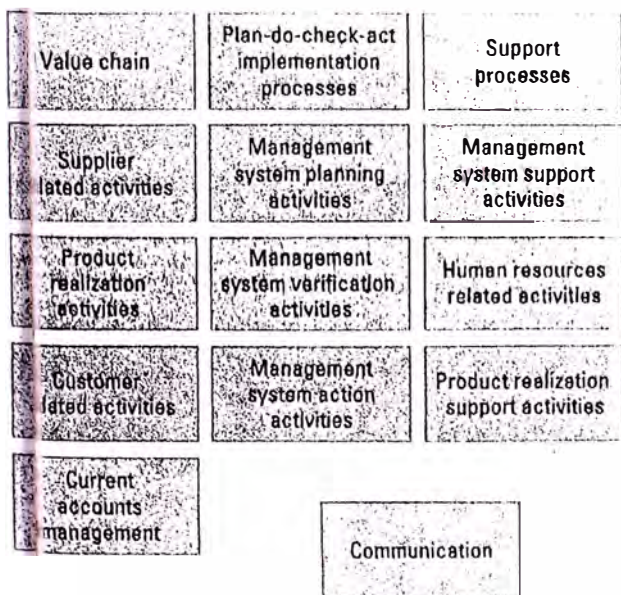 Value chain
Plan-do-check-act
implementation
processes
Support
processes
Supplier
lated activities
Management
system planning
activities
Management
system support
activities
Product
realization
activities
Management
system verification
activities
Human resources
related activities
Customer
lated activities
Management
system action
activities
Product realization
support activities
Current
accounts
management
Communication